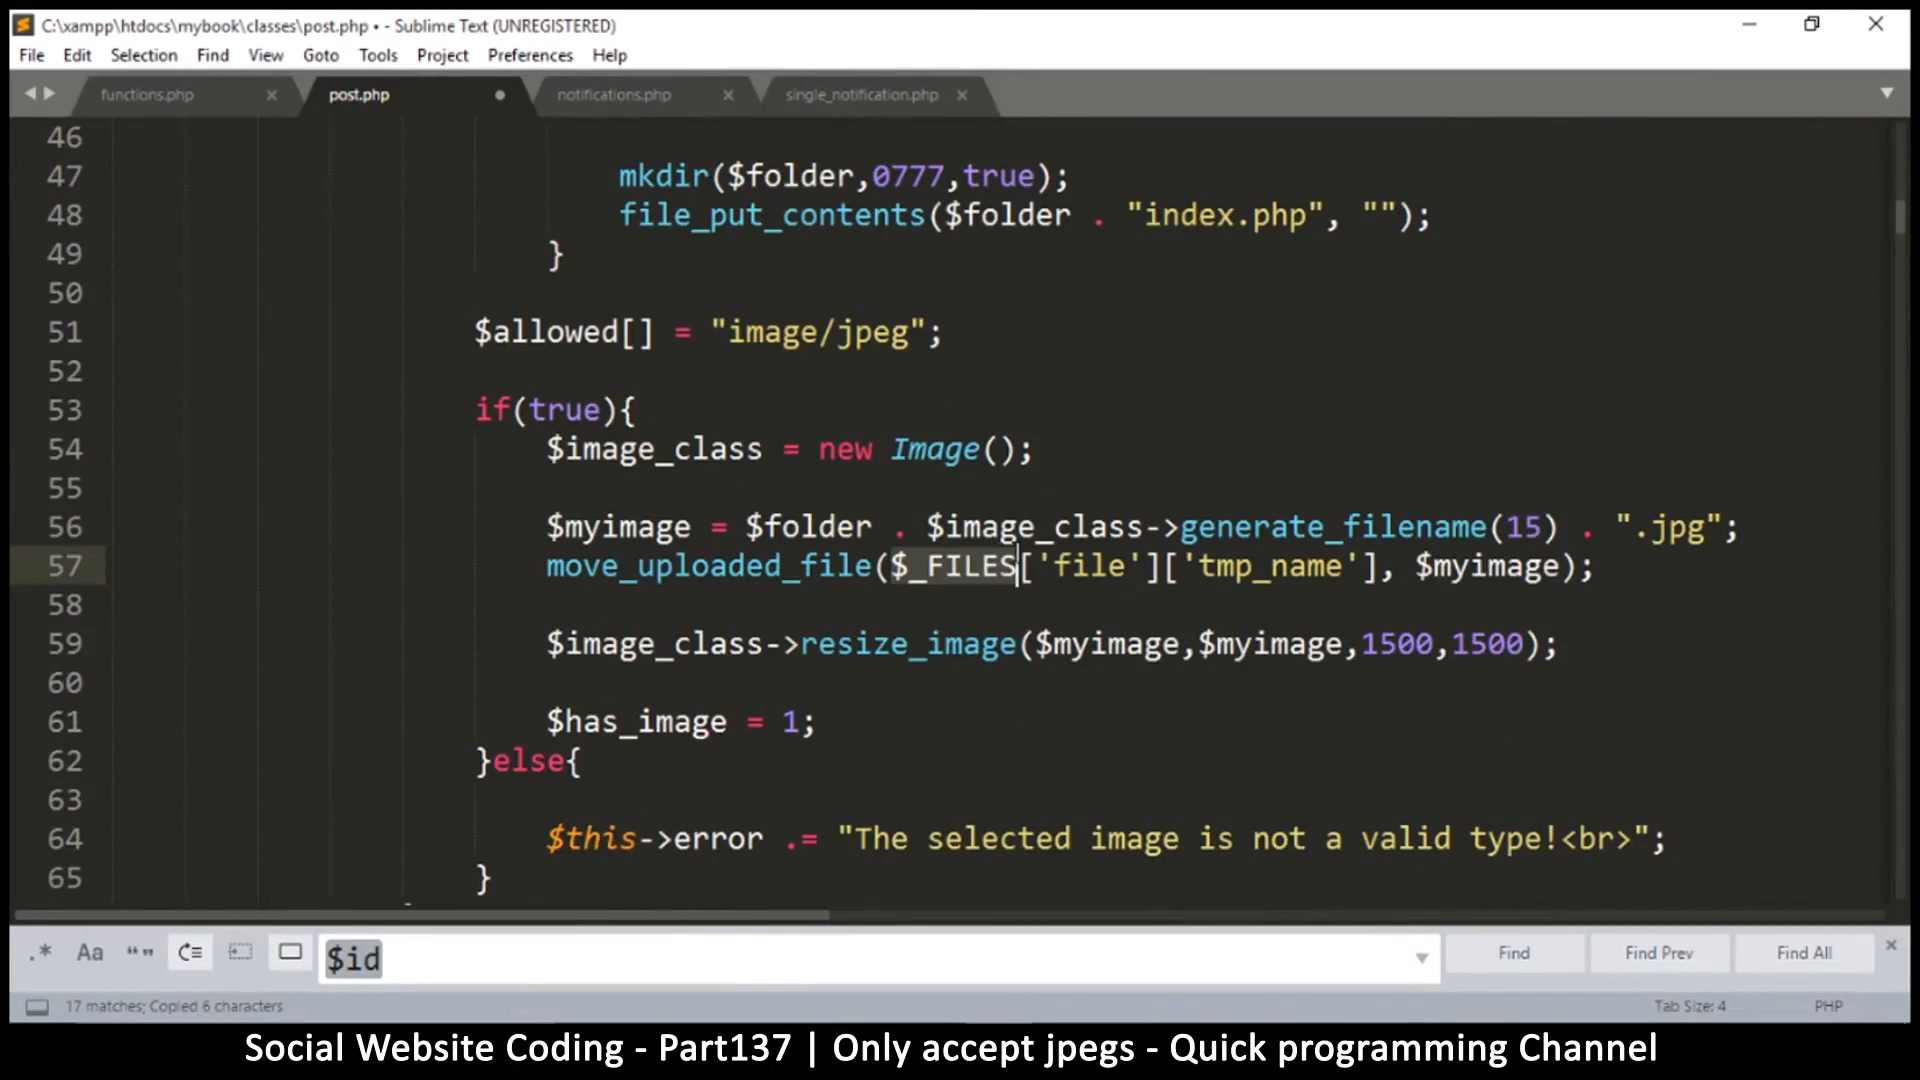 C:\xampp\htdocs\mybook\classes\post.php • - Sublime Text (UNREGISTERED)
File Edit Selection Find View Goto Tools Project Preferences Help
functions.php post.php notifications.php single_notification.php
46
47 mkdir($folder,0777,true);
48 file_put_contents($folder . "index.php", "");
49 }
50
51 $allowed[] = "image/jpeg";
52
53 if(true){
54 $image_class = new Image();
55
56 $myimage = $folder . $image_class->generate_filename(15) . ".jpg";
57 move_uploaded_file($_FILES['file']['tmp_name'], $myimage);
58
59 $image_class->resize_image($myimage,$myimage,1500,1500);
60
61 $has_image = 1;
62 }else{
63
64 $this->error .= "The selected image is not a valid type!<br>";
65 }
.* Aa “” $id Find Find Prev Find All
17 matches; Copied 6 characters Tab Size: 4 PHP
Social Website Coding - Part137 | Only accept jpegs - Quick programming Channel